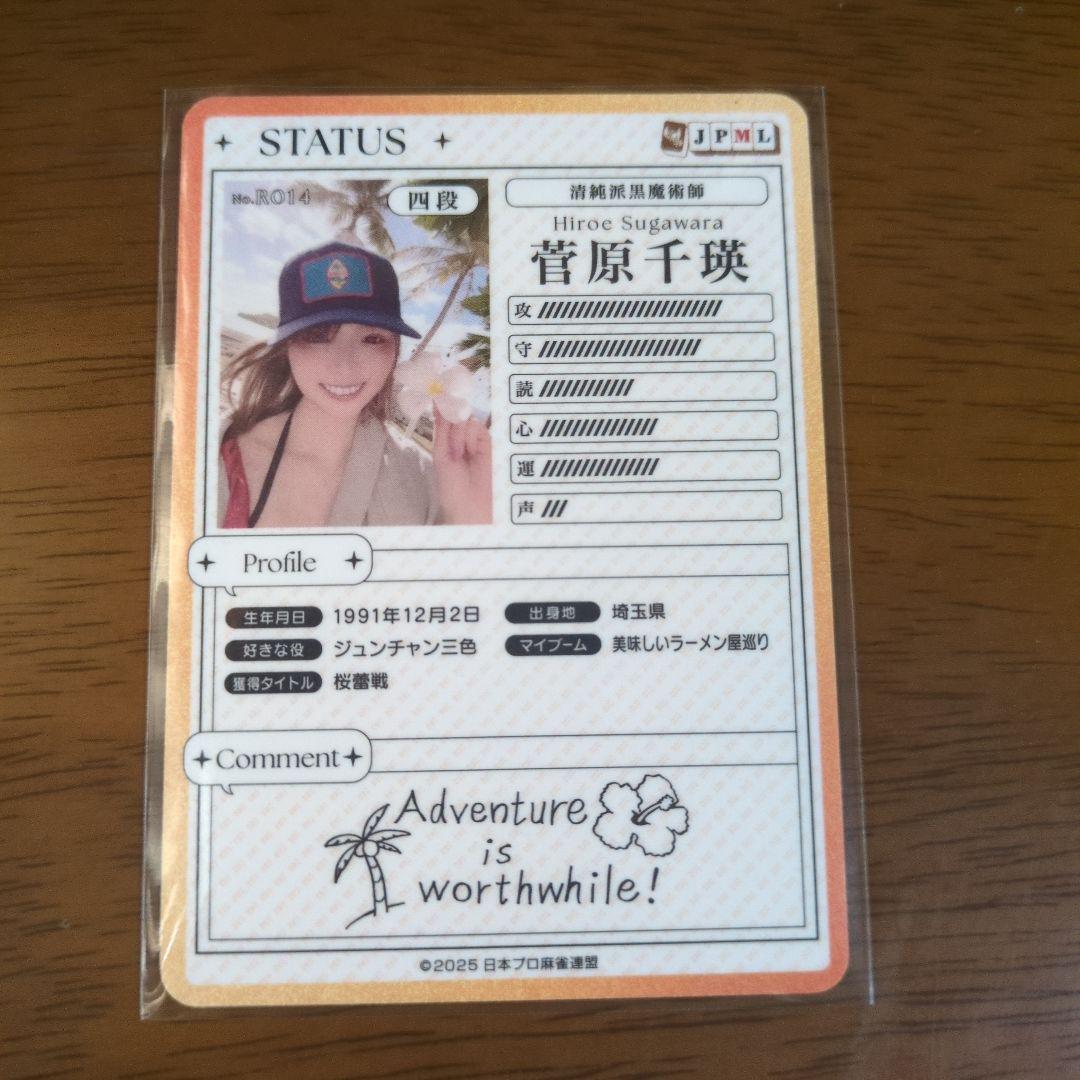 STATUS
JPML
No.R014
四段
清純派黒魔術師
Hiroe Sugawara
菅原千瑛
攻
守
読
心
運
声
Profile
生年月日 1991年12月2日
出身地 埼玉県
好きな役 ジュンチャン三色
マイブーム 美味しいラーメン屋巡り
獲得タイトル 桜蕾戦
Comment
Adventure
is
worthwhile!
©2025 日本プロ麻雀連盟